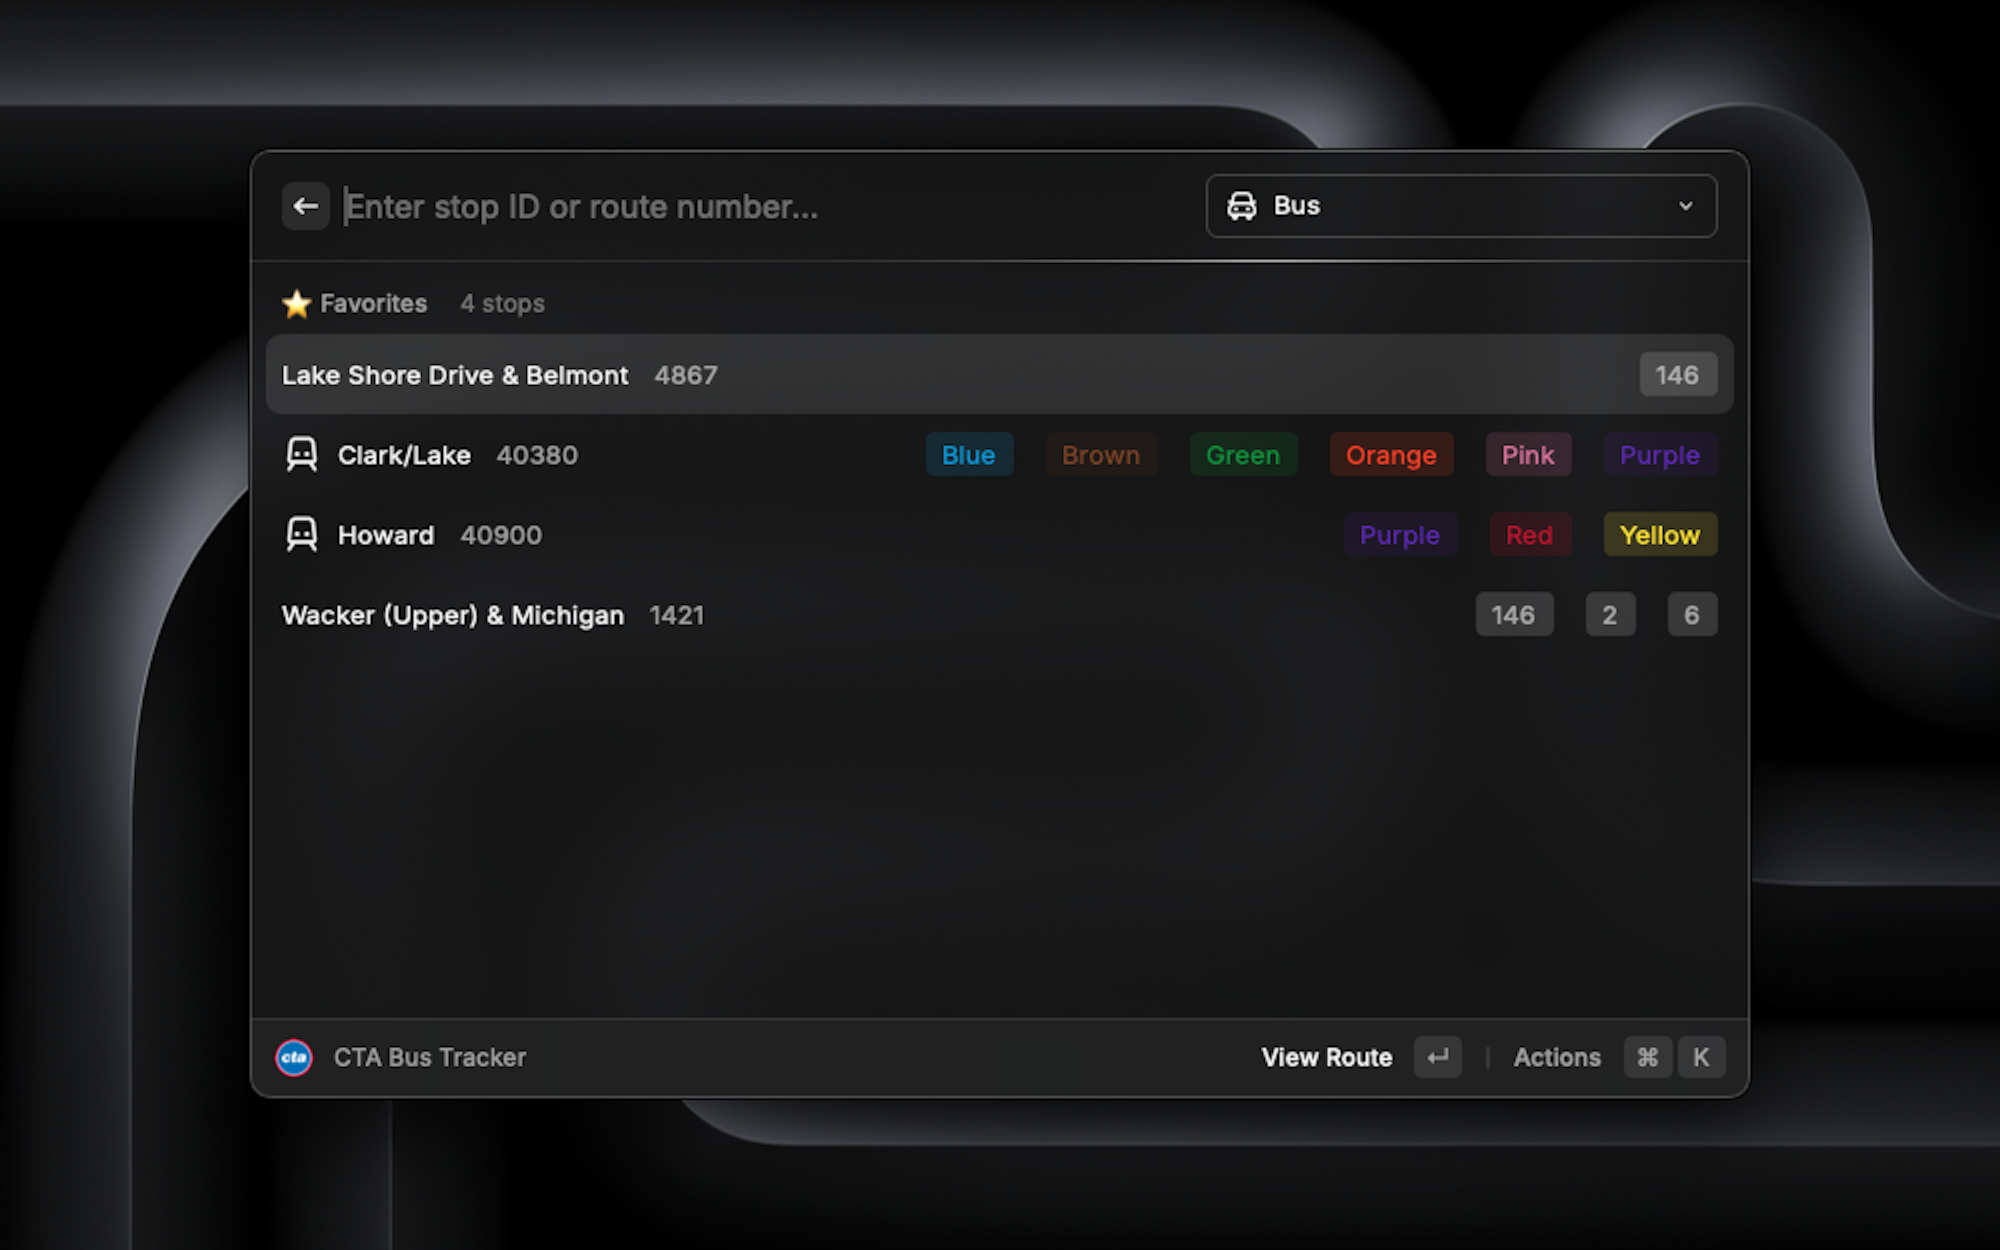 Enter stop ID or route number...
Bus
⭐ Favorites 4 stops
Lake Shore Drive & Belmont 4867 146
Clark/Lake 40380 Blue Brown Green Orange Pink Purple
Howard 40900 Purple Red Yellow
Wacker (Upper) & Michigan 1421 146 2 6
cta CTA Bus Tracker View Route ↵ | Actions ⌘ K